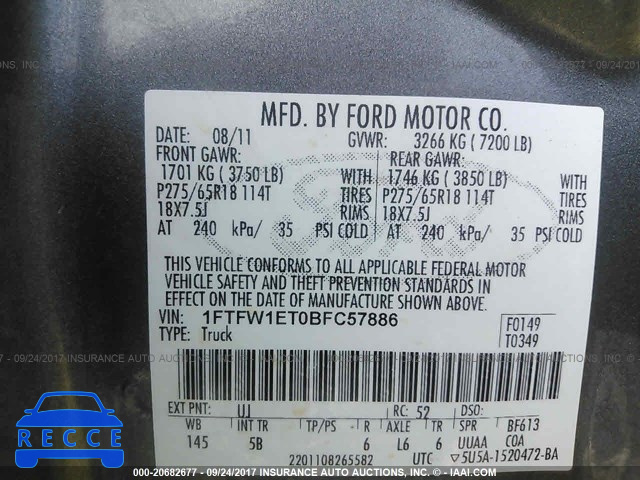 MFD. BY FORD MOTOR CO.
DATE: 08/11 GVWR: 3266 KG ( 7200 LB)
FRONT GAWR: REAR GAWR:
1701 KG ( 3750 LB) WITH 1746 KG ( 3850 LB) WITH
P275/65R18 114T TIRES P275/65R18 114T TIRES
18X7.5J RIMS 18X7.5J RIMS
AT 240 kPa/ 35 PSI COLD AT 240 kPa/ 35 PSI COLD
THIS VEHICLE CONFORMS TO ALL APPLICABLE FEDERAL MOTOR
VEHICLE SAFETY AND THEFT PREVENTION STANDARDS IN
EFFECT ON THE DATE OF MANUFACTURE SHOWN ABOVE.
VIN: 1FTFW1ET0BFC57886 F0149
TYPE: Truck T0349
EXT PNT: UJ RC: 52 DSO:
WB INT TR TP/PS R AXLE TR SPR BF613
145 5B 6 L6 6 UUAA COA
2201108265582 UTC ▽5U5A-1520472-BA
RECCE
000-20682677 - 09/24/2017 - INSURANCE AUTO AUCTIONS, INC. - IAAI.COM